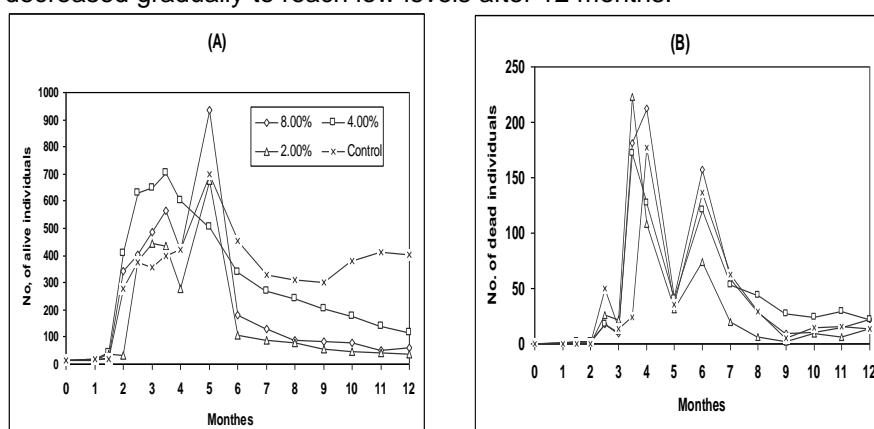 decreased gradually to reach low levels after 12 months.
(A)
No, of alive individuals
1000
900
800
700
600
500
400
300
200
100
0
8.00% 4.00%
2.00% Control
0 1 2 3 4 5 6 7 8 9 10 11 12
Monthes
(B)
No. of dead individuals
250
200
150
100
50
0
0 1 2 3 4 5 6 7 8 9 10 11 12
Monthes